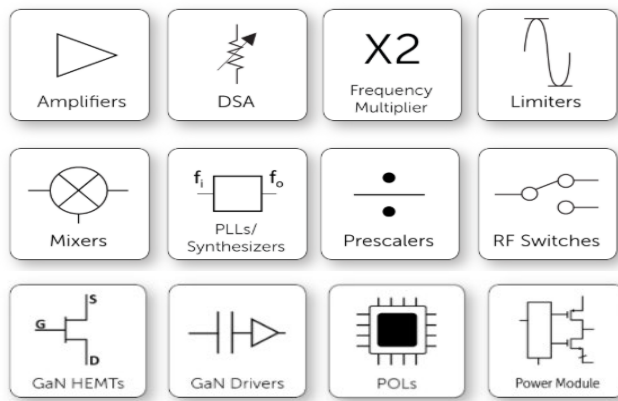 Amplifiers
DSA
X2
Frequency
Multiplier
Limiters
Mixers
fi
fo
PLLs/
Synthesizers
Prescalers
RF Switches
S
G
D
GaN HEMTs
GaN Drivers
POLs
Power Module